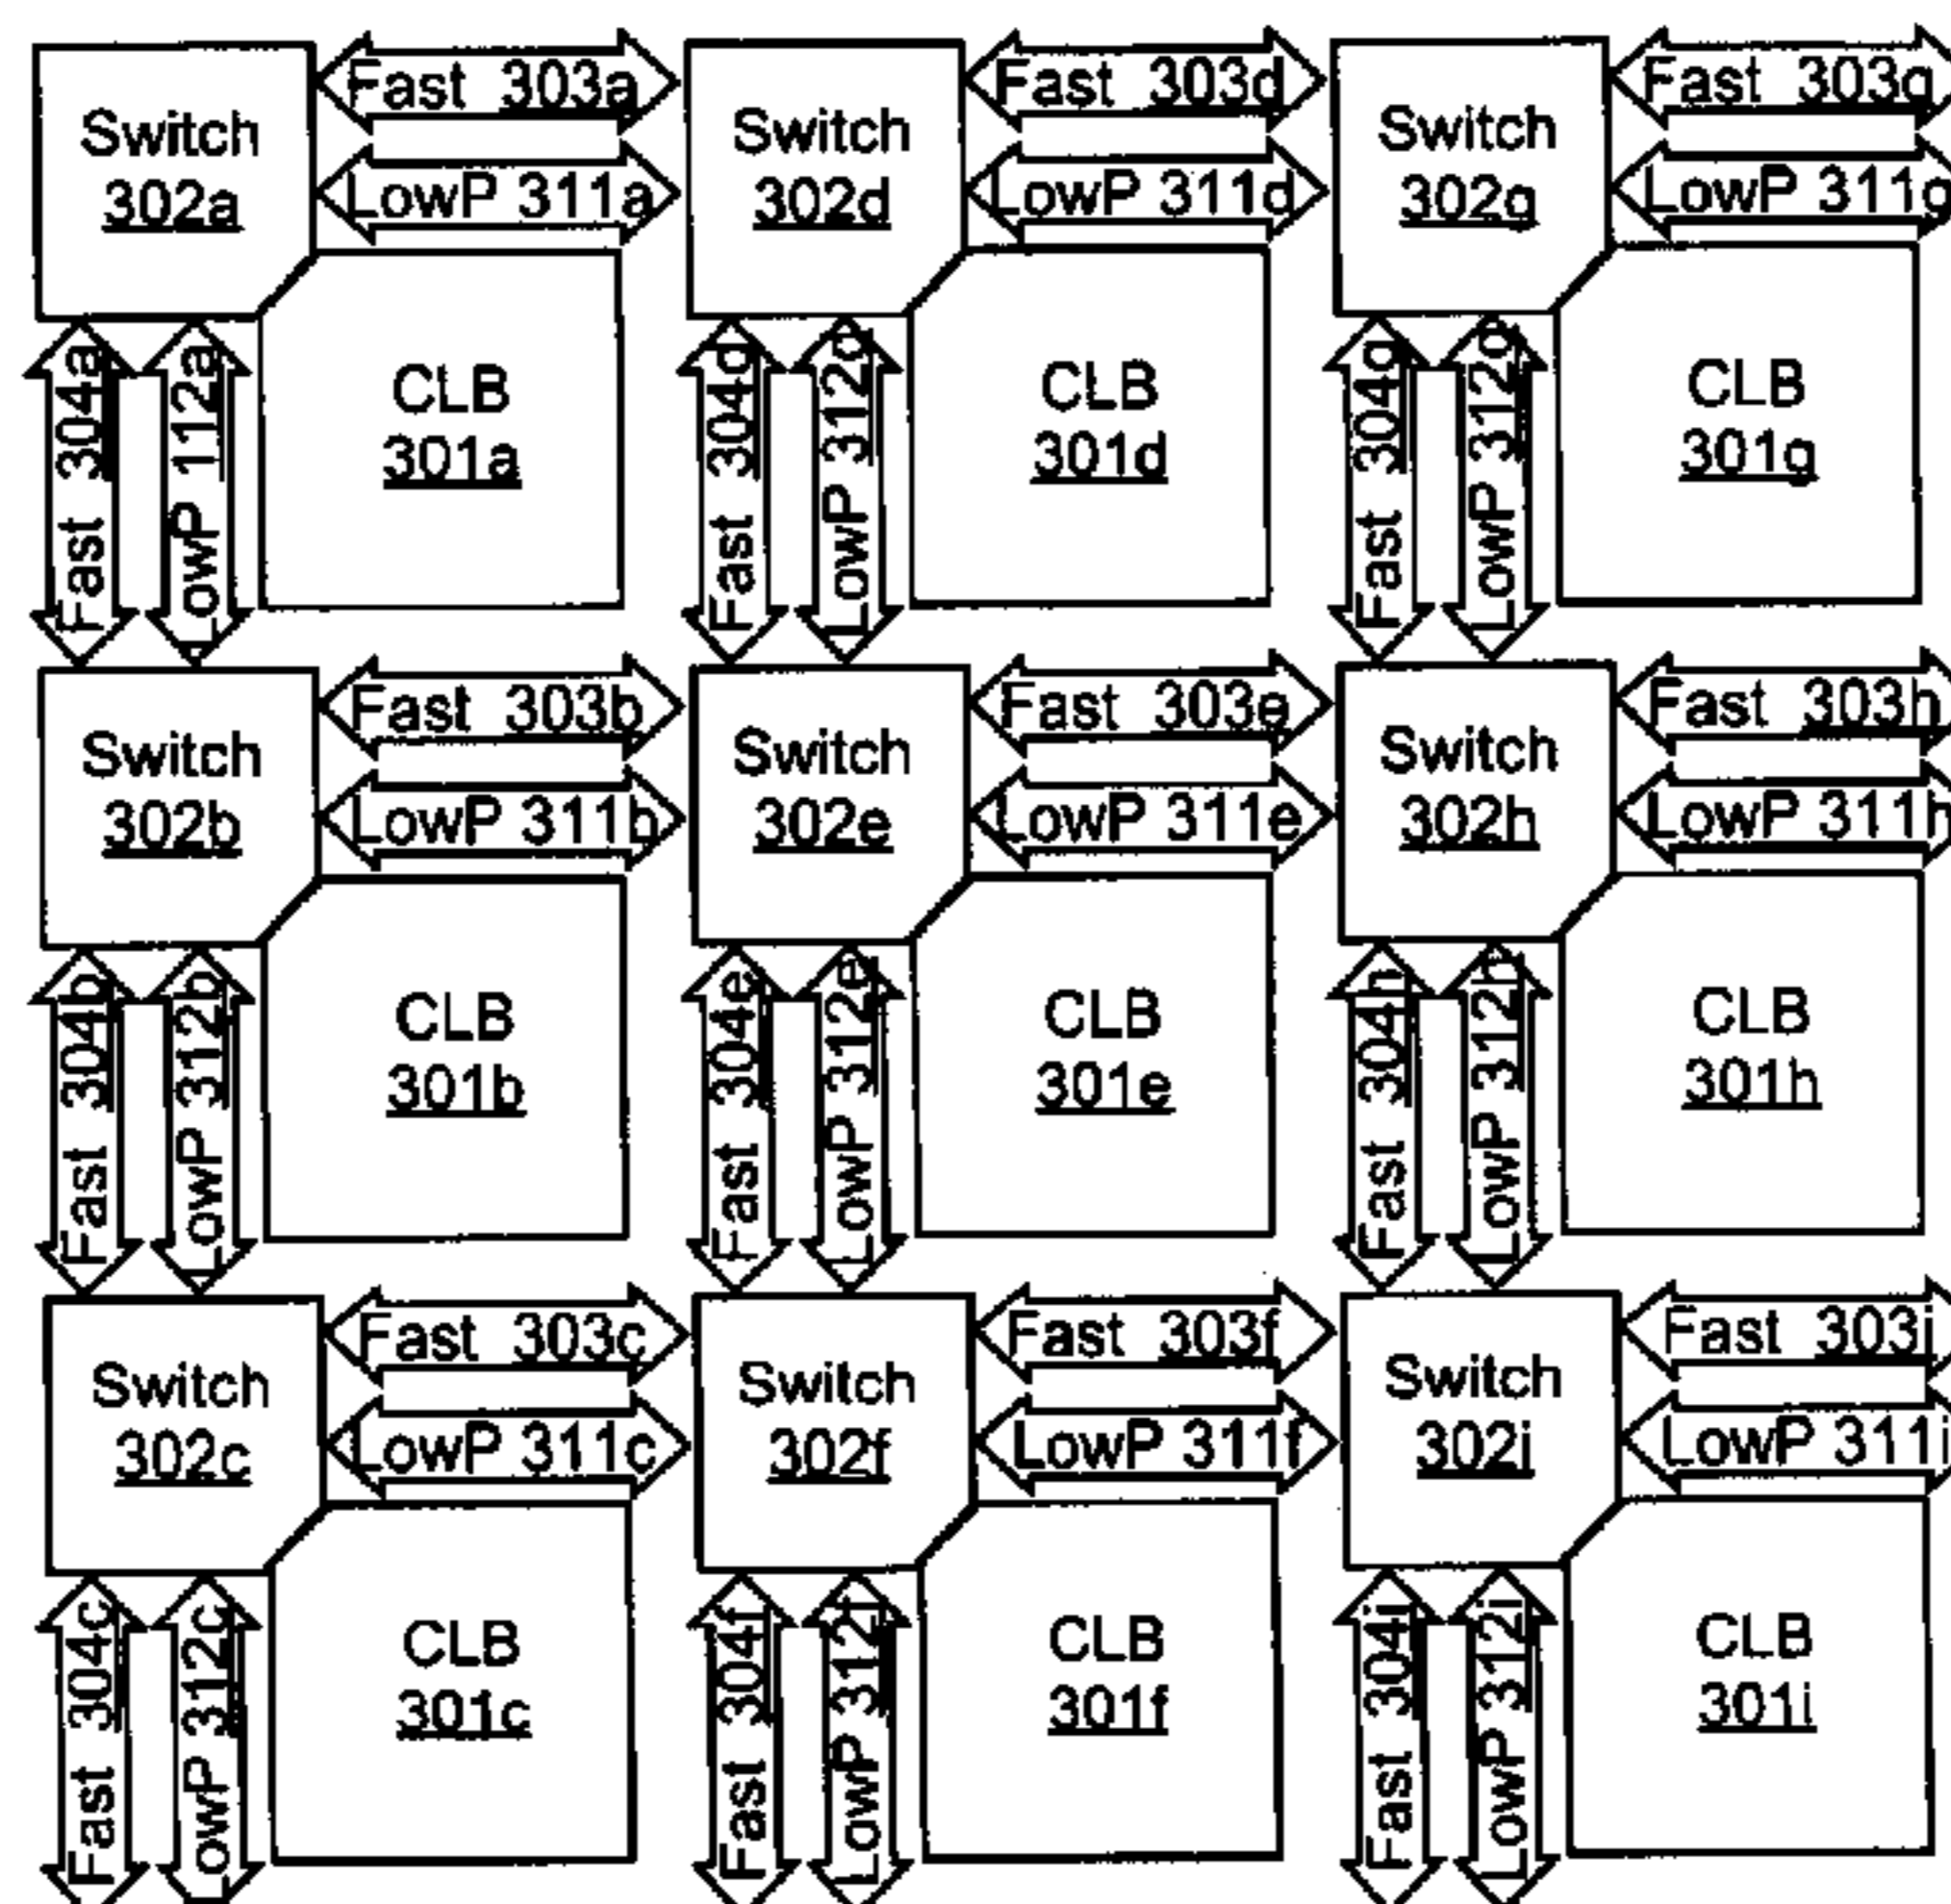 Fast 303a
Fast 303d
Fast 303g
Switch
302a
Switch
302d
Switch
302g
LowP 311a
LowP 311d
LowP 311g
Fast 304a
LowP 112a
CLB
301a
Fast 304d
LowP 312d
CLB
301d
Fast 304g
LowP 312g
CLB
301g
Fast 303b
Fast 303e
Fast 303h
Switch
302b
Switch
302e
Switch
302h
LowP 311b
LowP 311e
LowP 311h
Fast 304b
LowP 312b
CLB
301b
Fast 304e
LowP 312e
CLB
301e
Fast 304h
LowP 312h
CLB
301h
Fast 303c
Fast 303f
Fast 303i
Switch
302c
Switch
302f
Switch
302i
LowP 311c
LowP 311f
LowP 311i
Fast 304c
LowP 312c
CLB
301c
Fast 304f
LowP 312f
CLB
301f
Fast 304i
LowP 312i
CLB
301i